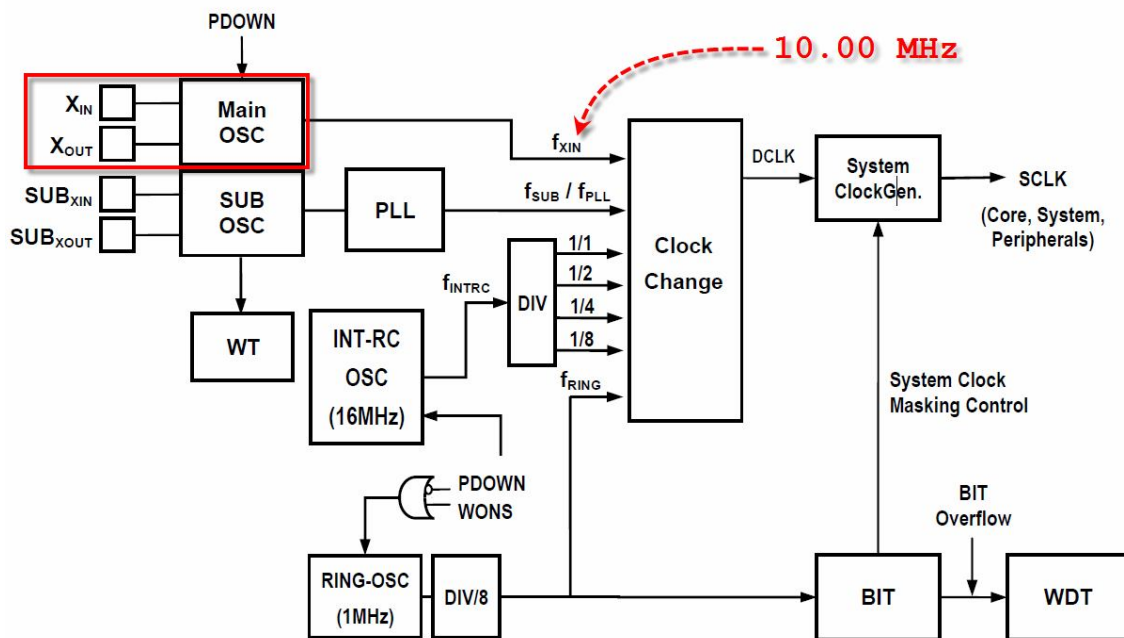 PDOWN
10.00 MHz
XIN
Main
OSC
XOUT
fXIN
DCLK
System
ClockGen.
SCLK
(Core, System,
Peripherals)
SUBXIN
SUB
OSC
SUBXOUT
PLL
fSUB / fPLL
Clock
Change
1/1
1/2
1/4
1/8
DIV
fINTRC
WT
INT-RC
OSC
(16MHz)
fRING
System Clock
Masking Control
PDOWN
WONS
BIT
Overflow
RING-OSC
(1MHz)
DIV/8
BIT
WDT